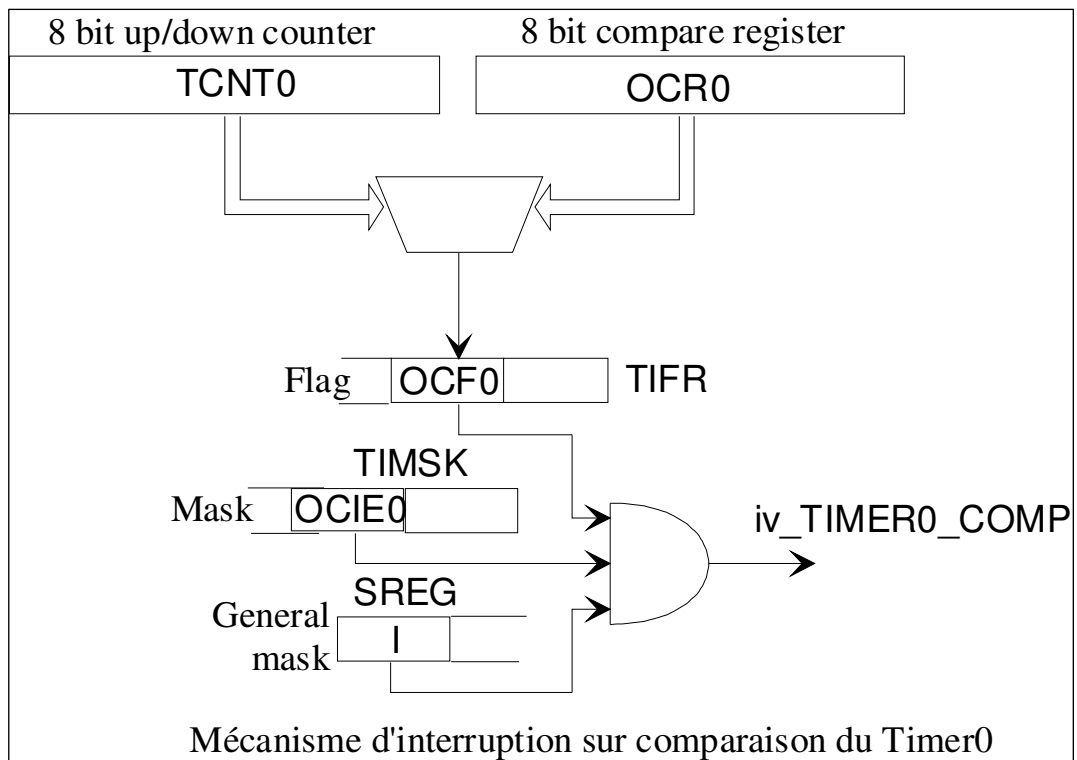 8 bit up/down counter
8 bit compare register
TCNT0
OCR0
Flag
OCF0
TIFR
TIMSK
Mask
OCIE0
iv_TIMER0_COMP
SREG
General
mask
I
Mécanisme d'interruption sur comparaison du Timer0